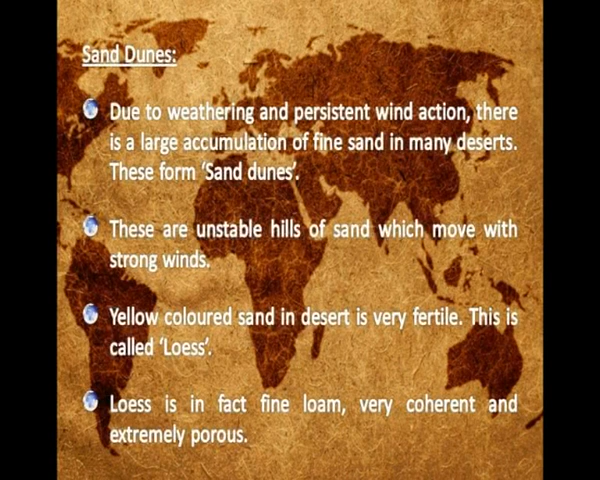 Sand Dunes:
Due to weathering and persistent wind action, there
is a large accumulation of fine sand in many deserts.
These form ‘Sand dunes’.
These are unstable hills of sand which move with
strong winds.
Yellow coloured sand in desert is very fertile. This is
called ‘Loess’.
Loess is in fact fine loam, very coherent and
extremely porous.